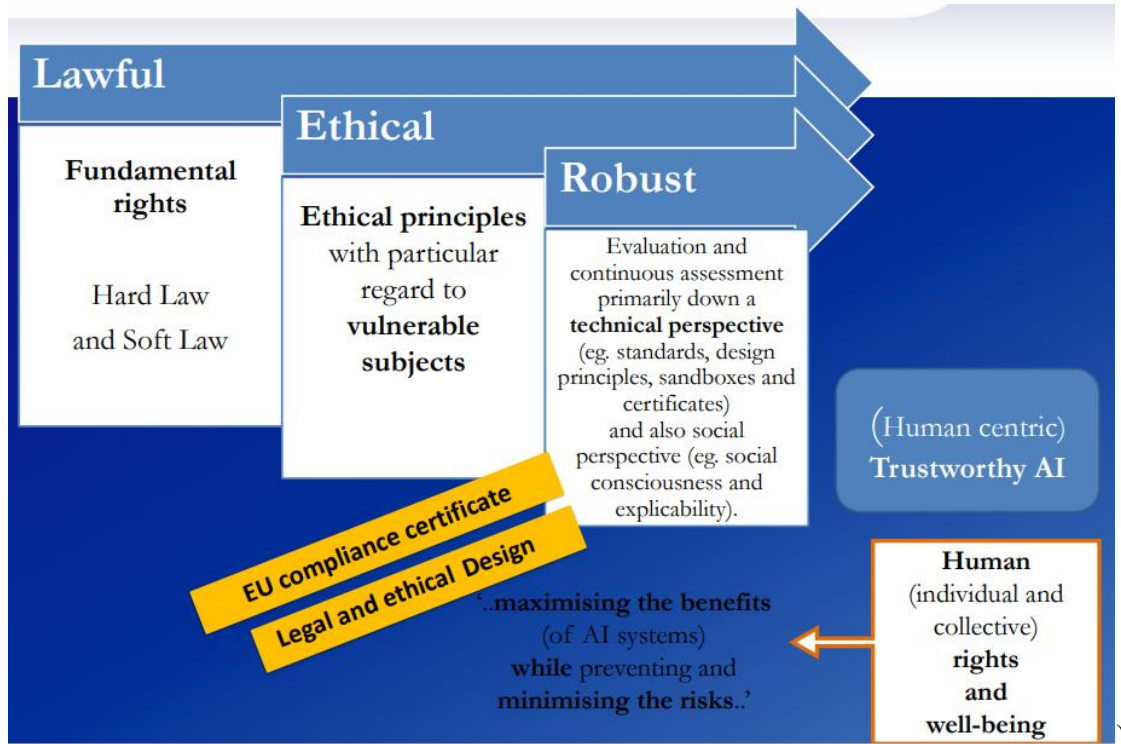 Lawful
Fundamental
rights
Hard Law
and Soft Law
Ethical
Ethical principles
with particular
regard to
vulnerable
subjects
Robust
Evaluation and
continuous assessment
primarily down a
technical perspective
(eg. standards, design
principles, sandboxes and
certificates)
and also social
perspective (eg. social
consciousness and
explicability).
EU compliance certificate
Legal and ethical Design
(Human centric)
Trustworthy AI
‘..maximising the benefits
(of AI systems)
while preventing and
minimising the risks..’
Human
(individual and
collective)
rights
and
well-being